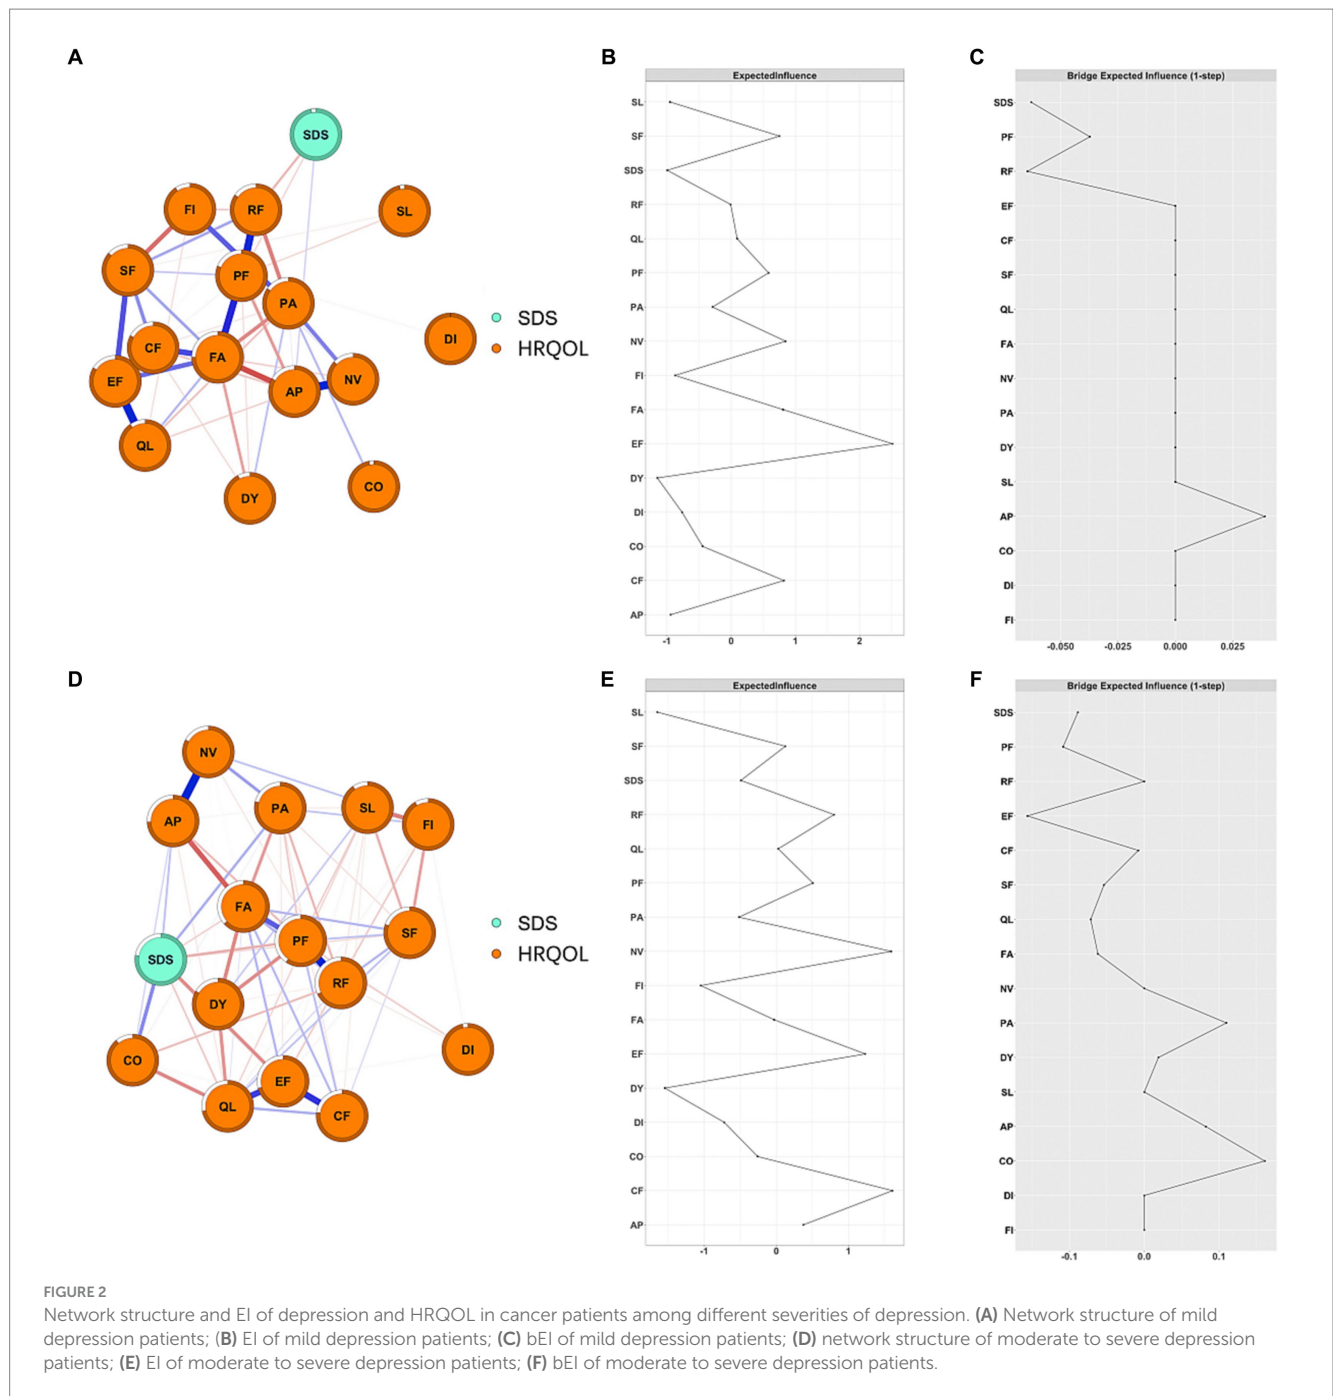 A
SDS
FI
RF
SL
SF
PF
PA
DI
CF
FA
EF
AP
NV
QL
DY
CO
SDS
HRQOL
B
ExpectedInfluence
SL
SF
SDS
RF
QL
PF
PA
NV
FI
FA
EF
DY
DI
CO
CF
AP
-1 0 1 2
C
Bridge Expected Influence (1-step)
SDS
PF
RF
EF
CF
SF
QL
FA
NV
PA
DY
SL
AP
CO
DI
FI
-0.050 -0.025 0.000 0.025
D
NV
AP
PA
SL
FI
FA
PF
SF
SDS
RF
DY
CO
DI
EF
QL
CF
SDS
HRQOL
E
ExpectedInfluence
SL
SF
SDS
RF
QL
PF
PA
NV
FI
FA
EF
DY
DI
CO
CF
AP
-1 0 1
F
Bridge Expected Influence (1-step)
SDS
PF
RF
EF
CF
SF
QL
FA
NV
PA
DY
SL
AP
CO
DI
FI
-0.1 0.0 0.1
FIGURE 2
Network structure and EI of depression and HRQOL in cancer patients among different severities of depression. (A) Network structure of mild
depression patients; (B) EI of mild depression patients; (C) bEI of mild depression patients; (D) network structure of moderate to severe depression
patients; (E) EI of moderate to severe depression patients; (F) bEI of moderate to severe depression patients.